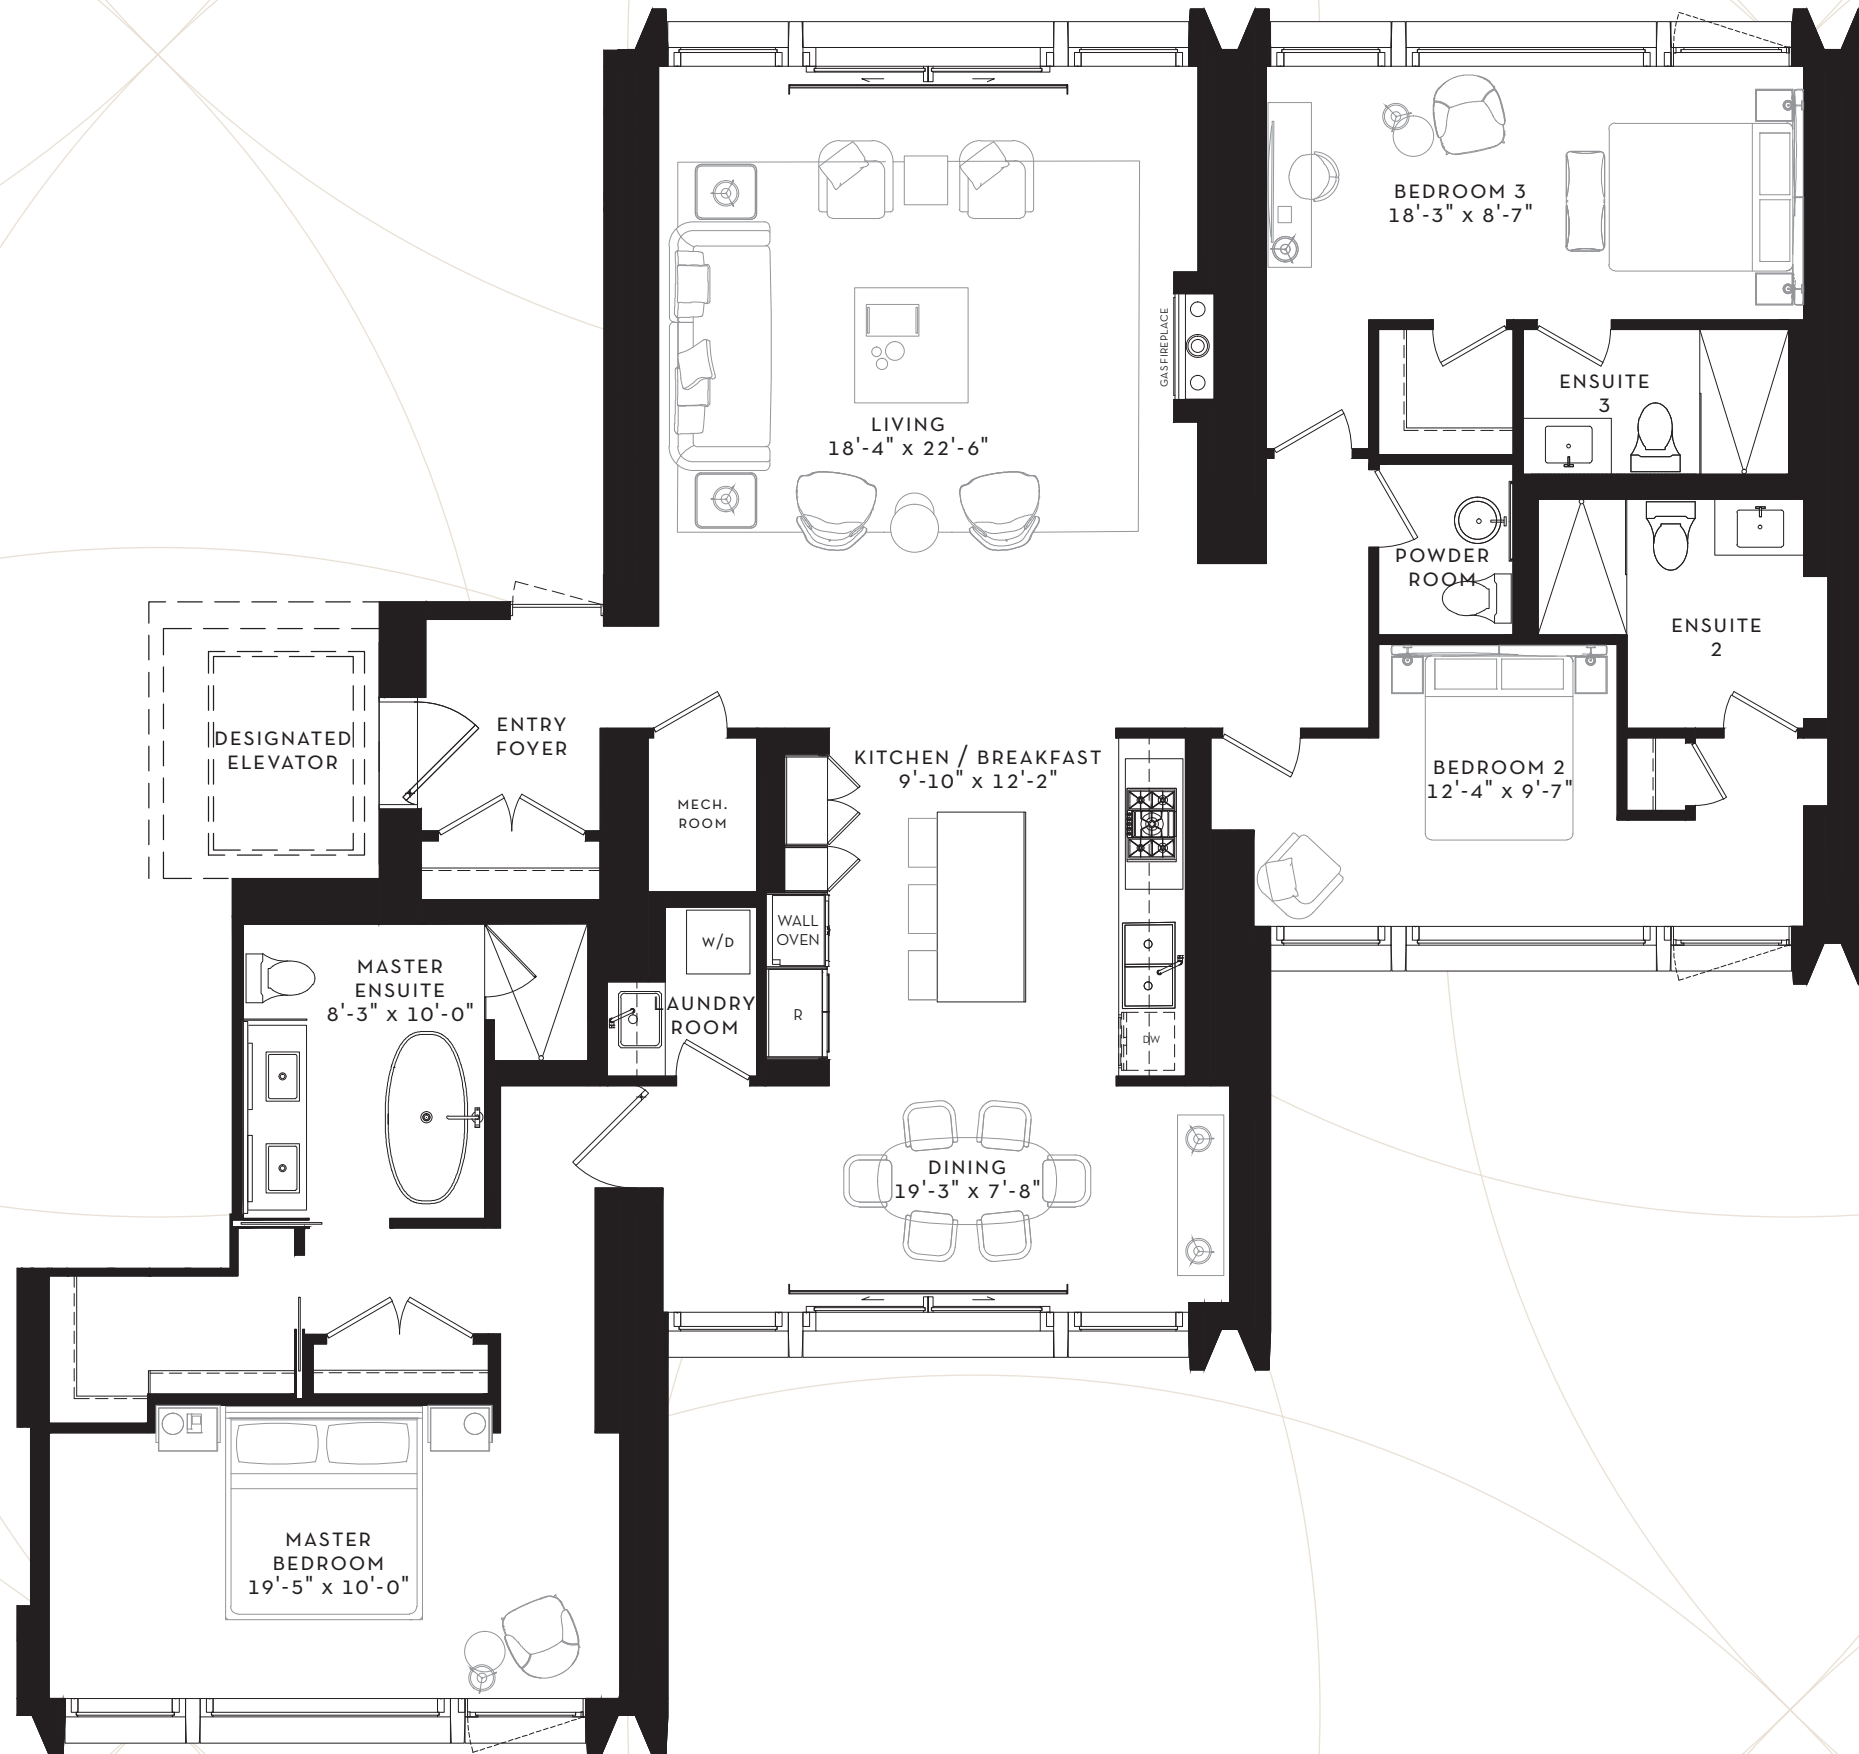 BEDROOM 3
18'-3" x 8'-7"
GAS FIREPLACE
ENSUITE
3
LIVING
18'-4" x 22'-6"
POWDER
ROOM
ENSUITE
2
DESIGNATED
ELEVATOR
ENTRY
FOYER
KITCHEN / BREAKFAST
9'-10" x 12'-2"
BEDROOM 2
12'-4" x 9'-7"
MECH.
ROOM
WALL
OVEN
W/D
MASTER
ENSUITE
8'-3" x 10'-0"
LAUNDRY
ROOM
R
DW
DINING
19'-3" x 7'-8"
MASTER
BEDROOM
19'-5" x 10'-0"